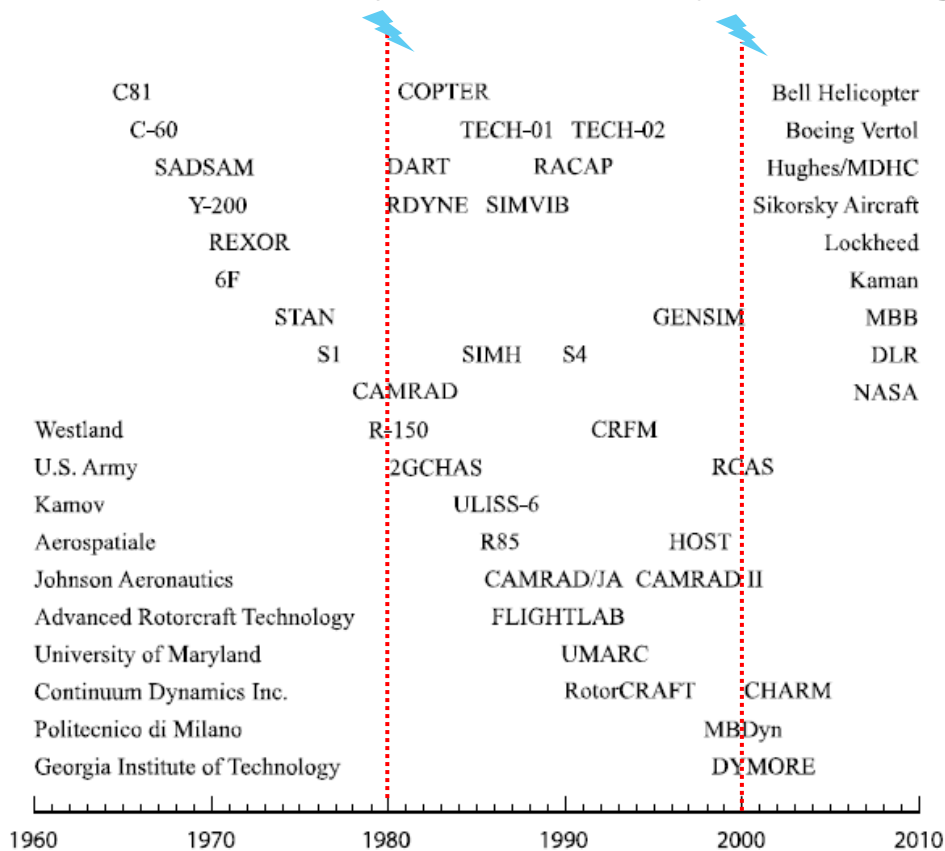 C81 COPTER Bell Helicopter
C-60 TECH-01 TECH-02 Boeing Vertol
SADSAM DART RACAP Hughes/MDHC
Y-200 RDYNE SIMVIB Sikorsky Aircraft
REXOR Lockheed
6F Kaman
STAN GENSIM MBB
S1 SIMH S4 DLR
CAMRAD NASA
Westland R-150 CRFM
U.S. Army 2GCHAS RCAS
Kamov ULISS-6
Aerospatiale R85 HOST
Johnson Aeronautics CAMRAD/JA CAMRAD II
Advanced Rotorcraft Technology FLIGHTLAB
University of Maryland UMARC
Continuum Dynamics Inc. RotorCRAFT CHARM
Politecnico di Milano MBDyn
Georgia Institute of Technology DYMORE
1960 1970 1980 1990 2000 2010